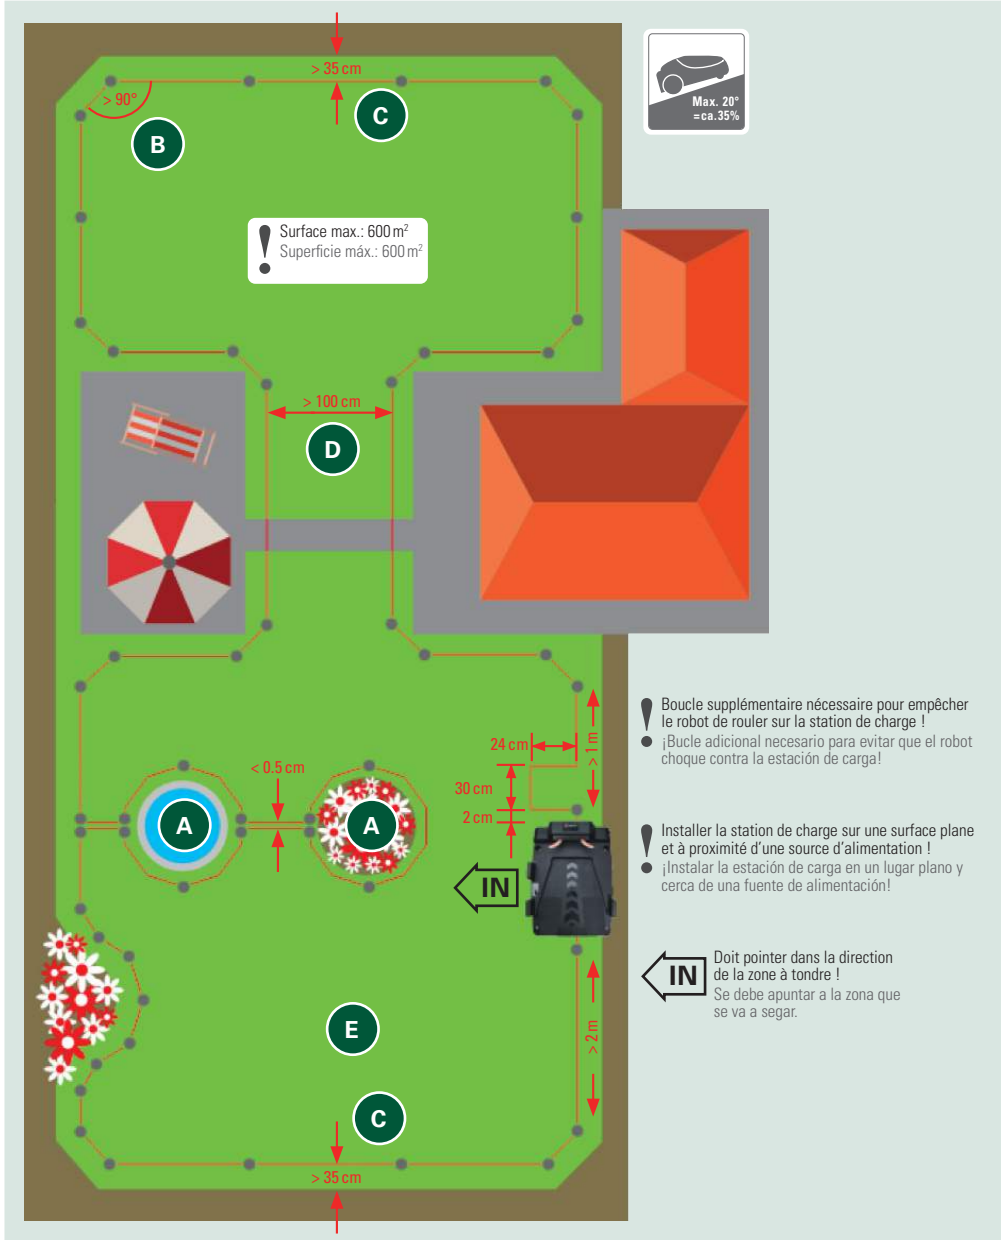 > 35 cm
> 90°
C
B
Max. 20°
=ca.35%
Surface max.: 600 m²
Superficie máx.: 600 m²
> 100 cm
D
24 cm
> 1 m
30 cm
2 cm
< 0.5 cm
A
A
IN
E
> 2 m
C
> 35 cm
Boucle supplémentaire nécessaire pour empêcher
le robot de rouler sur la station de charge !
¡Bucle adicional necesario para evitar que el robot
choque contra la estación de carga!
Installer la station de charge sur une surface plane
et à proximité d'une source d'alimentation !
¡Instalar la estación de carga en un lugar plano y
cerca de una fuente de alimentación!
IN
Doit pointer dans la direction
de la zone à tondre !
Se debe apuntar a la zona que
se va a segar.